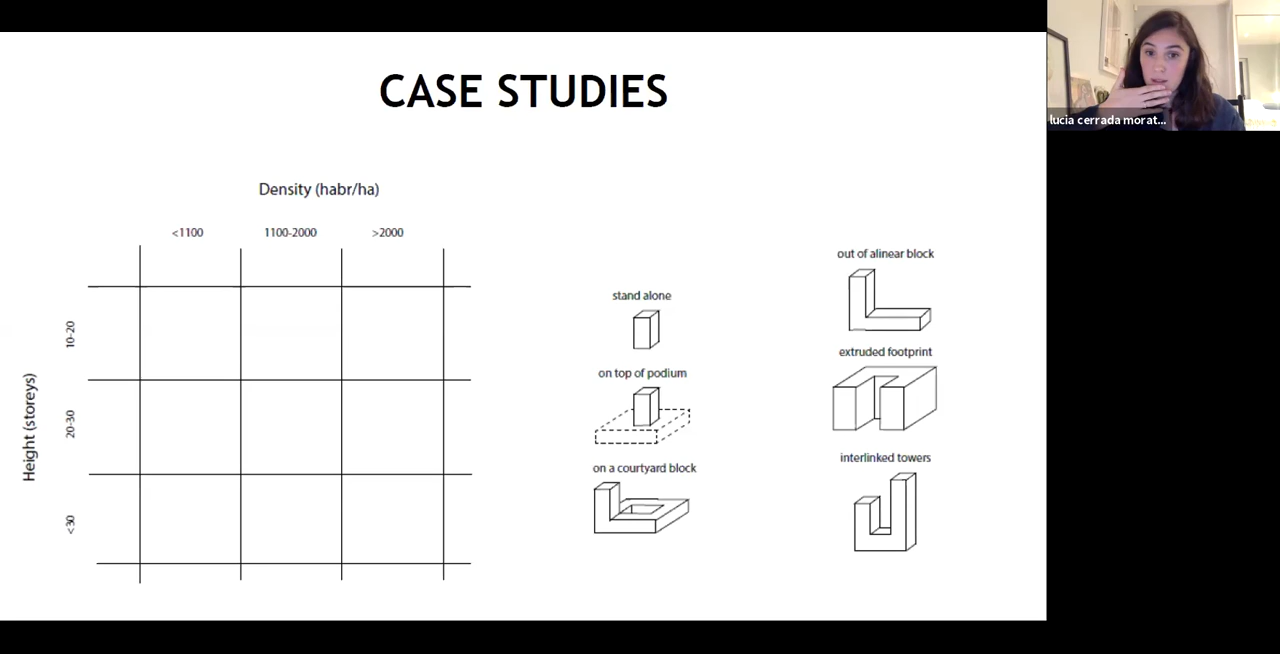 CASE STUDIES
lucia cerrada morat...
Density (habr/ha)
<1100
1100-2000
>2000
Height (storeys)
10-20
20-30
<30
stand alone
on top of podium
on a courtyard block
out of alinear block
extruded footprint
interlinked towers